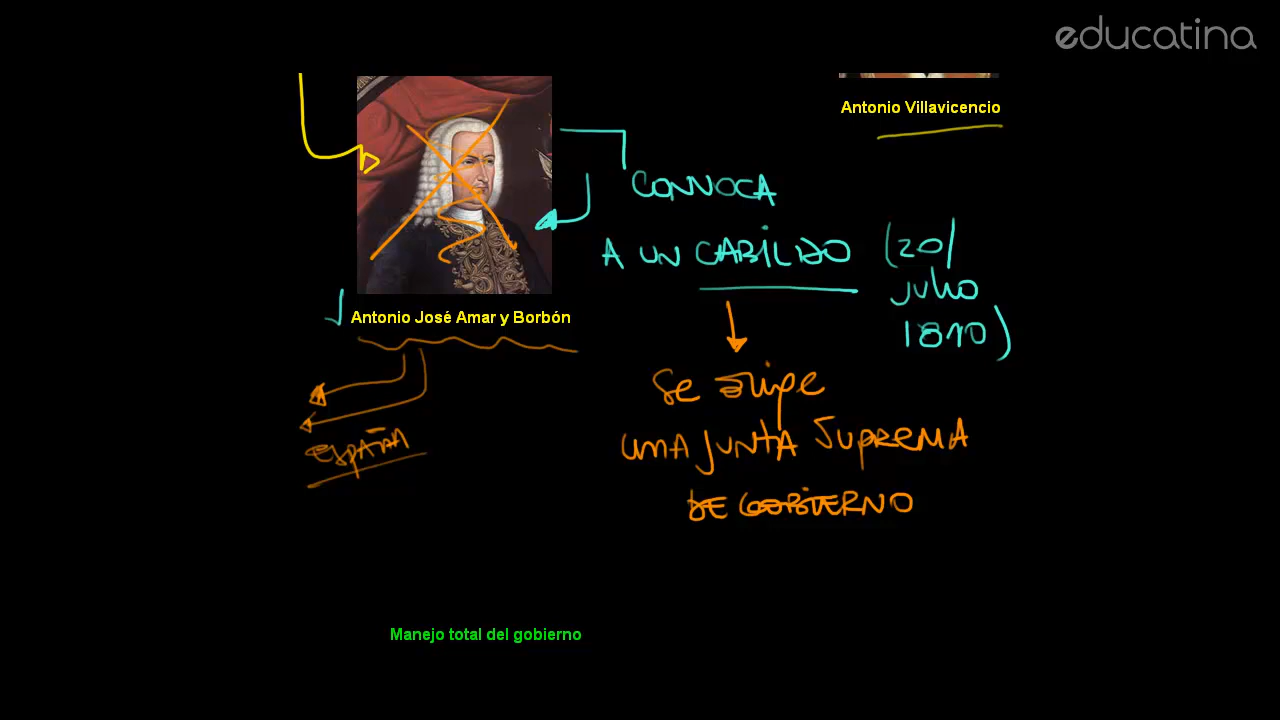 educatina
Antonio Villavicencio
CONVOCA
A UN CABILDO (20/
Julio
1810)
Antonio José Amar y Borbón
ESPAÑA
Se
UNA JUNTA SUPREMA
DE GOBIERNO
Manejo total del gobierno